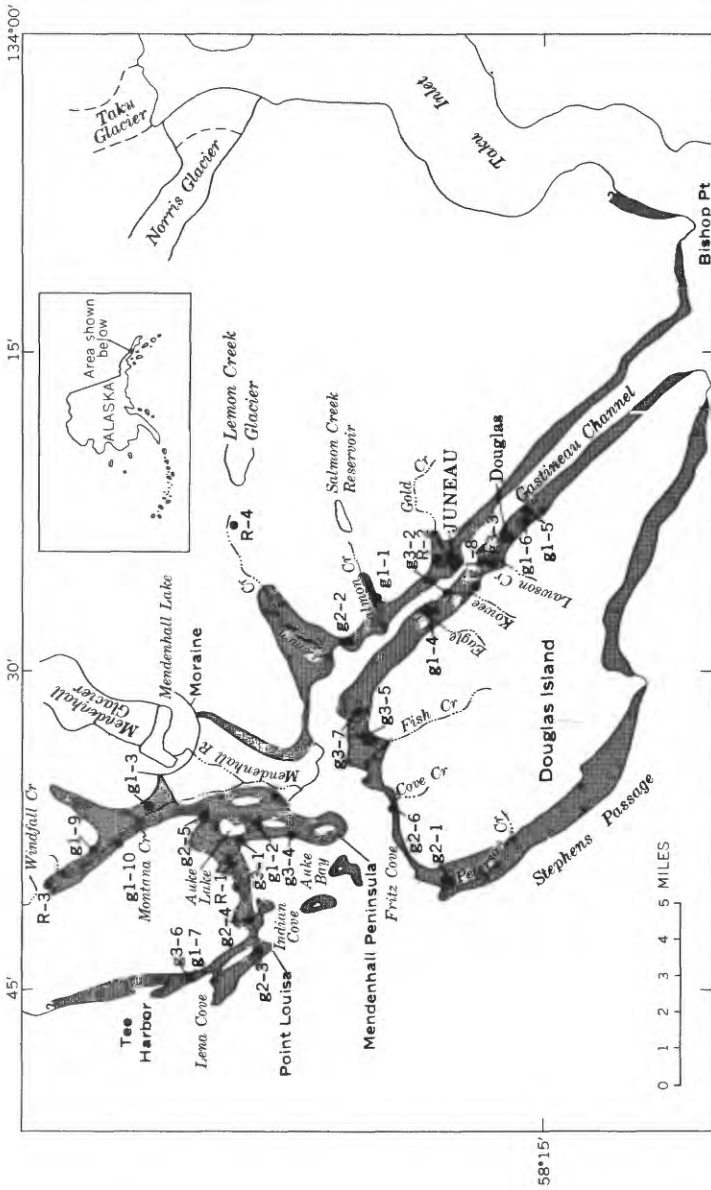 134°00'
15'
30'
45'
58°15'
Taku
Glacier
Norris Glacier
Taku
Inlet
Bishop Pt
Area shown
below
ALASKA
Lemon Creek
Glacier
R-4
Cr
Salmon Creek
Reservoir
Cr
g1-1
g2-2
Gold Cr
JUNEAU
g3-2
R-2
Douglas
Gastineau Channel
g1-6
g1-5
Lawson Cr
Kowee
Eagle
g1-4
Mendenhall
Glacier
Mendenhall Lake
Moraine
Mendenhall R
Windfall Cr
R-3
g1-9
g1-3
g1-10
Montana Cr
g2-5
Auke
Lake
R-1
g2-4
g3-1
g1-2
g3-4
Auke
Bay
Indian
Cove
g3-6
g1-7
g2-3
Tee
Harbor
Lena Cove
Point Louisa
Mendenhall Peninsula
g3-7
g3-5
Fish Cr
Cove Cr
g2-6
g2-1
Fritz Cove
Peterson Cr
Douglas Island
Stephens Passage
0 1 2 3 4 5 MILES